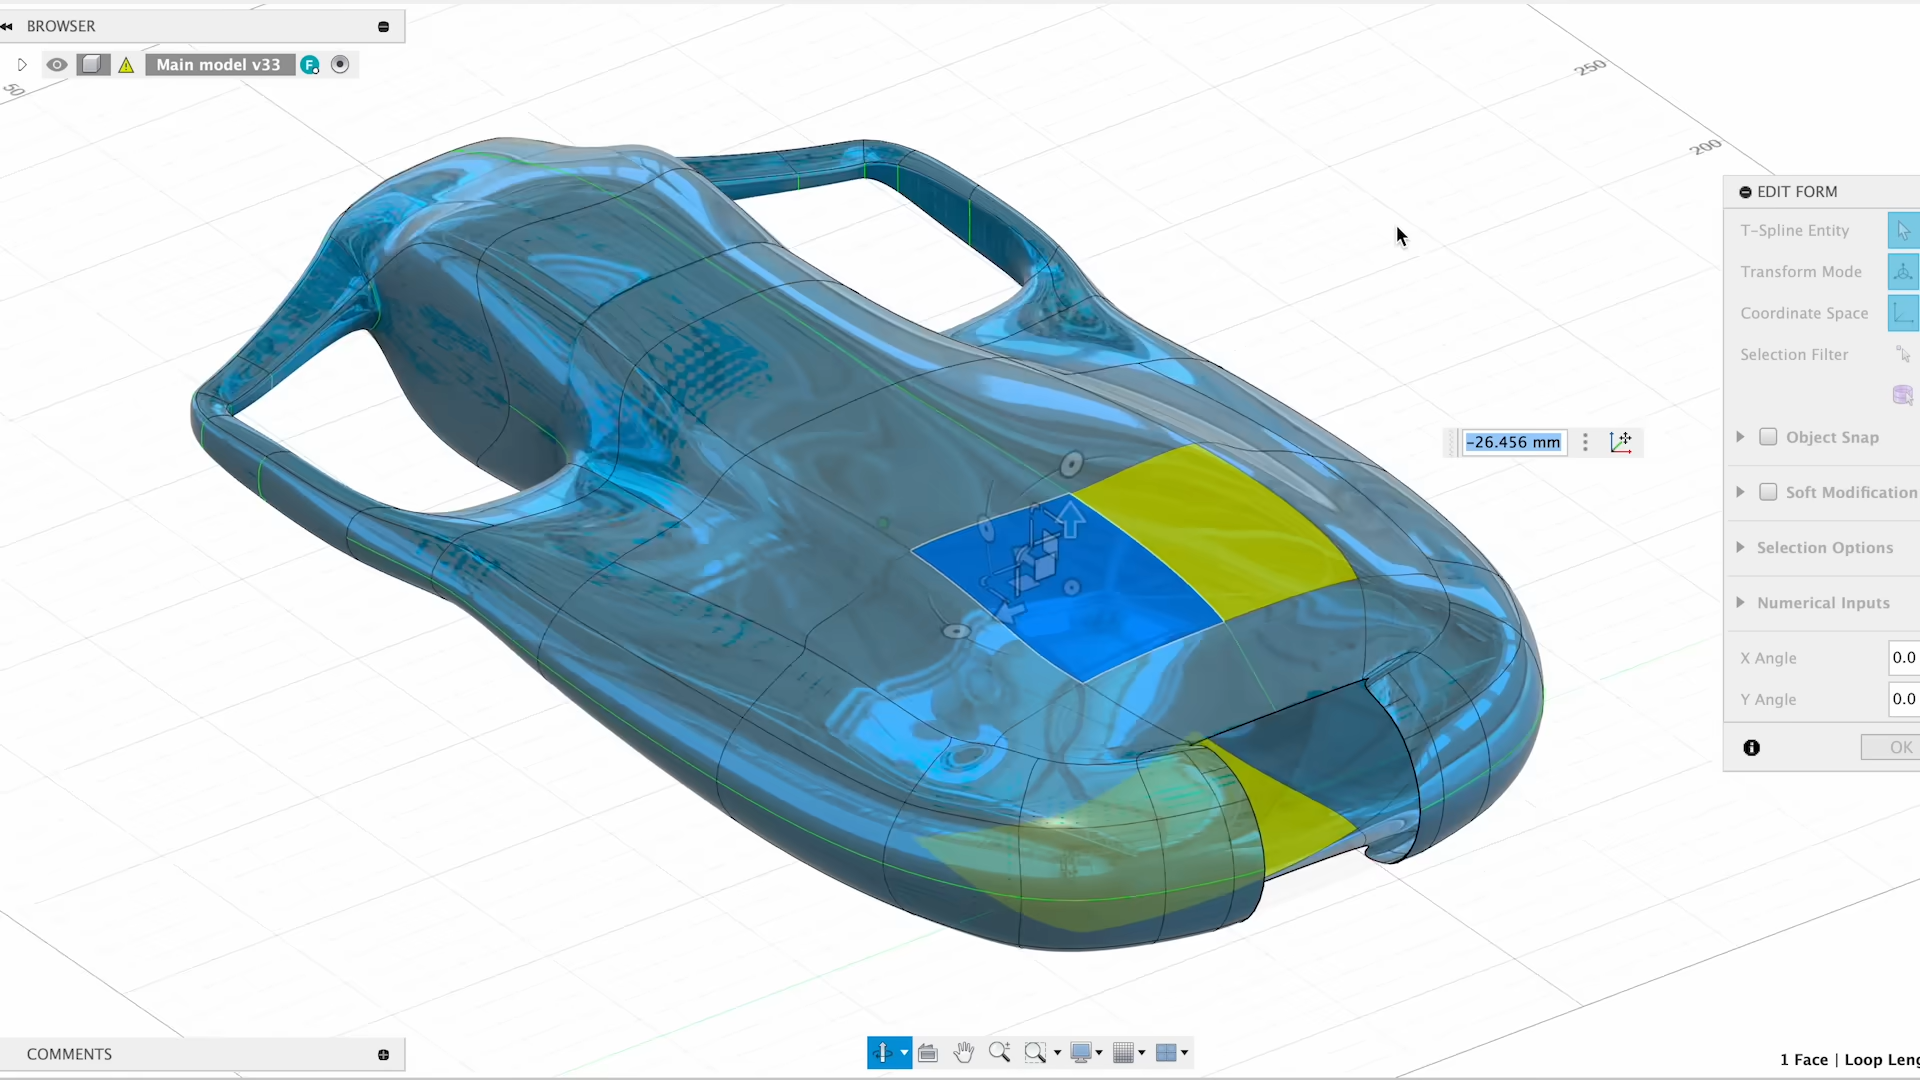 BROWSER
Main model v33
F
50
250
200
EDIT FORM
T-Spline Entity
Transform Mode
Coordinate Space
Selection Filter
-26.456 mm
Object Snap
Soft Modification
Selection Options
Numerical Inputs
X Angle 0.0
Y Angle 0.0
OK
COMMENTS
1 Face | Loop Leng